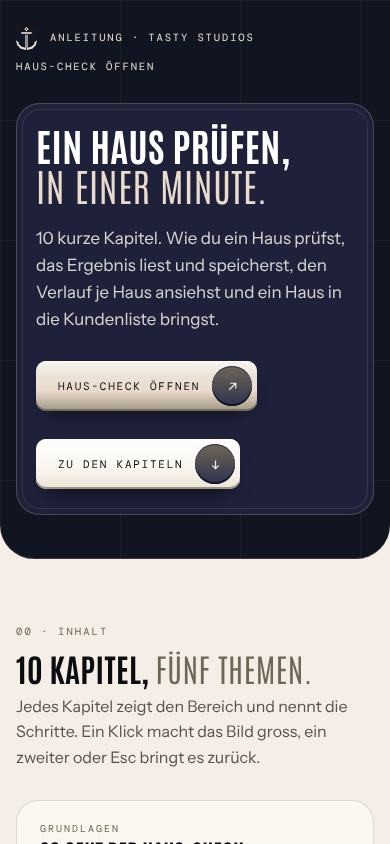 ANLEITUNG · TASTY STUDIOS
HAUS-CHECK ÖFFNEN
EIN HAUS PRÜFEN,
IN EINER MINUTE.
10 kurze Kapitel. Wie du ein Haus prüfst,
das Ergebnis liest und speicherst, den
Verlauf je Haus ansiehst und ein Haus in
die Kundenliste bringst.
HAUS-CHECK ÖFFNEN ↗
ZU DEN KAPITELN ↓
00 · INHALT
10 KAPITEL, FÜNF THEMEN.
Jedes Kapitel zeigt den Bereich und nennt die
Schritte. Ein Klick macht das Bild gross, ein
zweiter oder Esc bringt es zurück.
GRUNDLAGEN